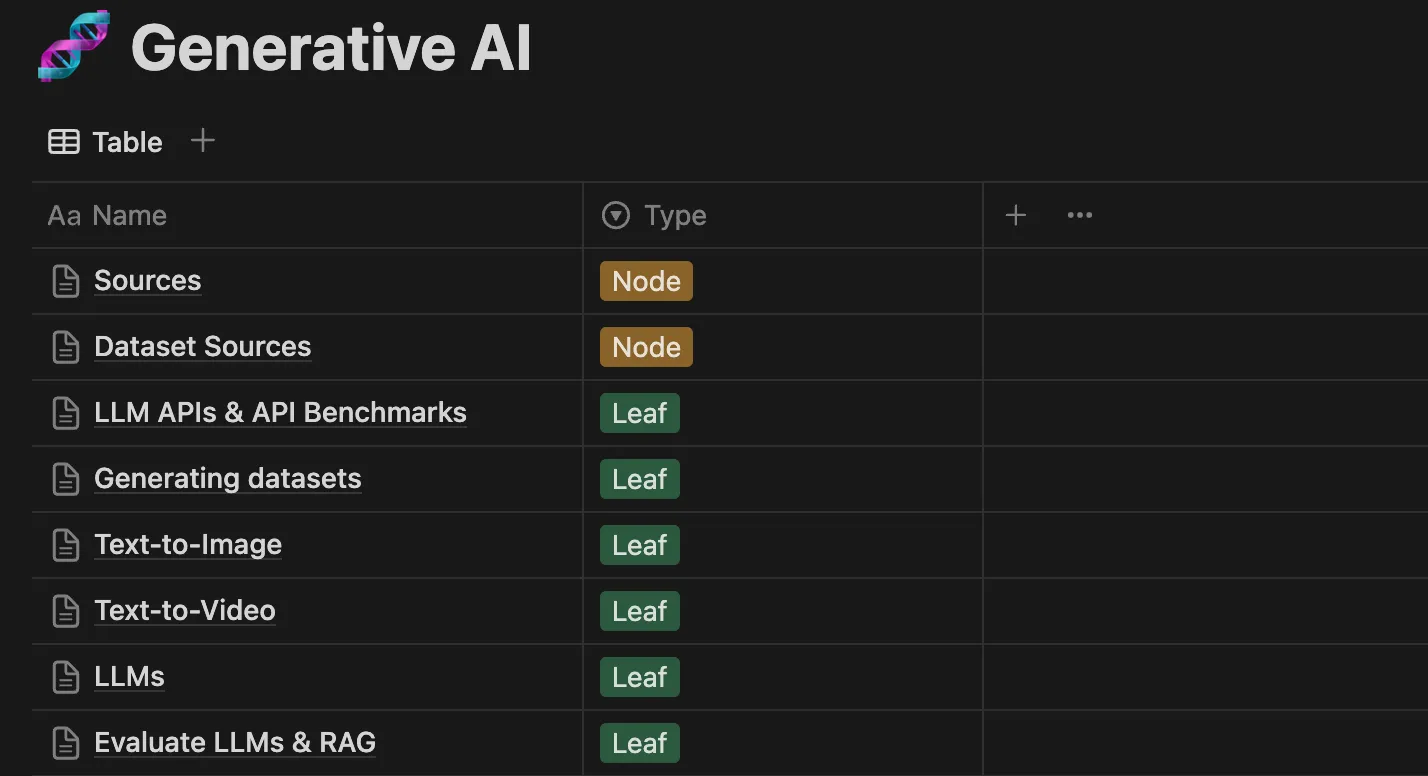 Generative AI
Table
Aa Name Type
Sources Node
Dataset Sources Node
LLM APIs & API Benchmarks Leaf
Generating datasets Leaf
Text-to-Image Leaf
Text-to-Video Leaf
LLMs Leaf
Evaluate LLMs & RAG Leaf